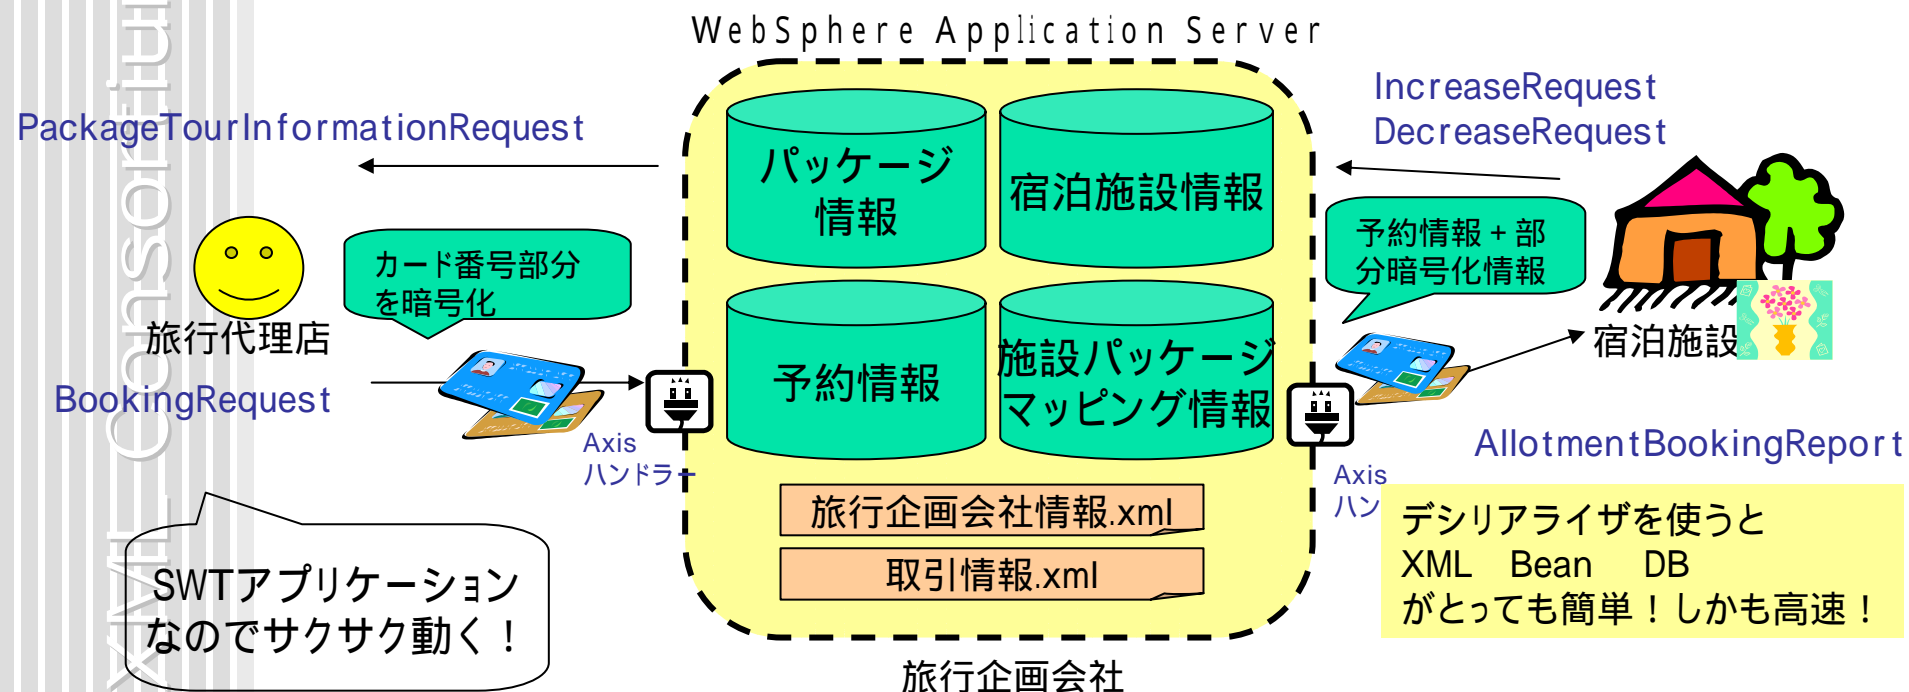 WebSphere Application Server
IncreaseRequest
DecreaseRequest
PackageTourInformationRequest
パッケージ
情報
宿泊施設情報
予約情報+部
分暗号化情報
カード番号部分
を暗号化
旅行代理店
宿泊施設
予約情報
施設パッケージ
マッピング情報
BookingRequest
Axis
ハンドラー
AllotmentBookingReport
Axis
ハン
旅行企画会社情報.xml
取引情報.xml
デシリアライザを使うと
XML Bean DB
がとっても簡単!しかも高速!
SWTアプリケーション
なのでサクサク動く!
旅行企画会社
XML Consortium